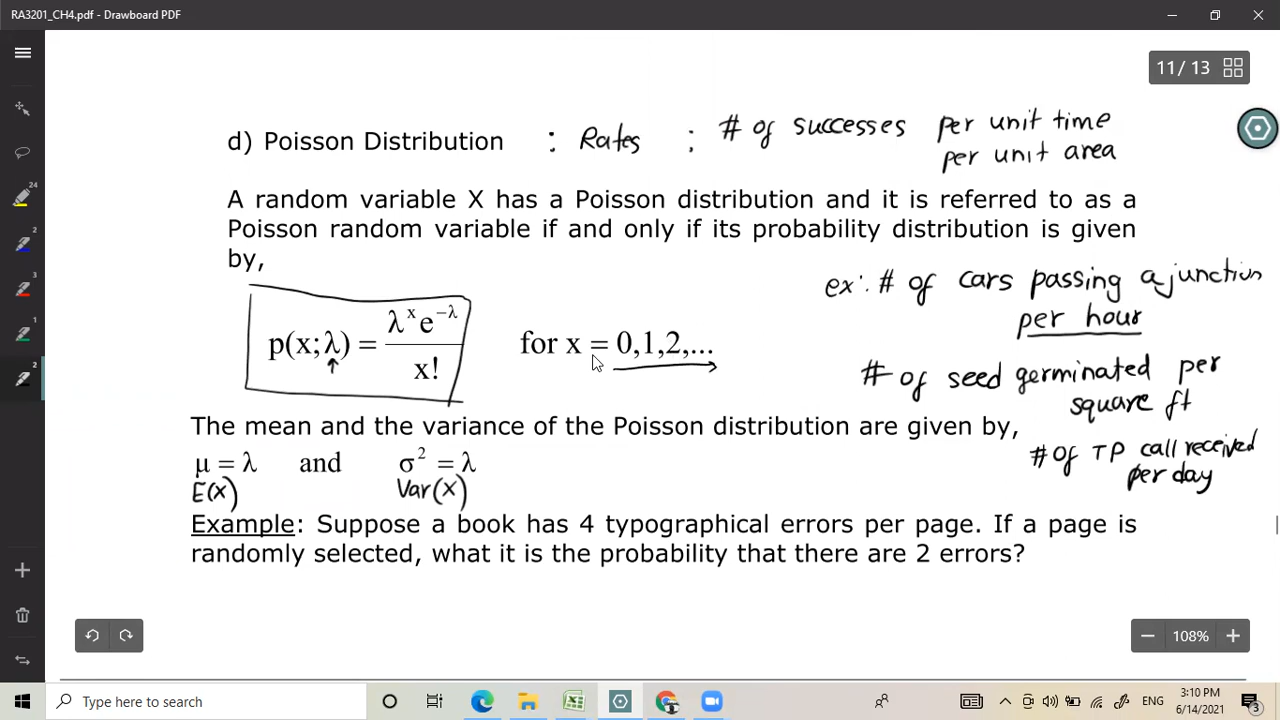 RA3201_CH4.pdf - Drawboard PDF
11 / 13
d) Poisson Distribution : Rates ; # of successes per unit time
per unit area
A random variable X has a Poisson distribution and it is referred to as a
Poisson random variable if and only if its probability distribution is given
by,
ex: # of cars passing a junction
per hour
p(x; λ) = λ^x e^−λ / x! for x = 0,1,2,...
# of seed germinated per
square ft
The mean and the variance of the Poisson distribution are given by,
# of TP call received
per day
μ = λ and σ² = λ
E(x) Var(x)
Example: Suppose a book has 4 typographical errors per page. If a page is
randomly selected, what it is the probability that there are 2 errors?
24
2
3
2
2
108%
Type here to search
ENG
3:10 PM
6/14/2021
3